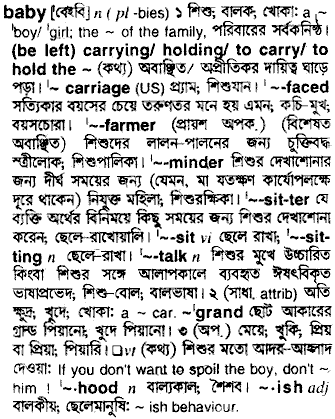 baby [বেইবি] n (pl -bies) ১ শিশু; বালক, খোকা: a ~
ˈboy/ ˈgirl; the ~ of the family, পরিবারের সর্বকনিষ্ঠ।
(be left) carrying/ holding/ to carry/ to
hold the ~ (কথ্য) অবাঞ্ছিত/ অপ্রীতিকর দায়িত্ব ঘাড়ে
পড়া। ˈ~ carriage (US) প্র্যাম; শিশুযান। ˈ~-faced
সত্যিকার বয়সের চেয়ে তরুণতর মনে হয় এমন; কচি-মুখ,
বয়সচোরা। ˈ~-farmer (প্রায়শ অপক.) (বিশেষত
অবাঞ্ছিত) শিশুদের লালন-পালনের জন্য চুক্তিবদ্ধ
স্ত্রীলোক; শিশুপালিকা। ˈ~-minder শিশুর দেখাশোনার
জন্য দীর্ঘ সময়ের জন্য (যেমন, মা যতক্ষণ কার্যোপলক্ষে
দূরে থাকেন) নিযুক্ত মহিলা; শিশুরক্ষিকা। ˈ~-sit-ter যে
ব্যক্তি অর্থের বিনিময়ে কিছু সময়ের জন্য শিশুর দেখাশোনা
করেন; ছেলে-রাখোয়ালি। ˈ~-sit vi ছেলে রাখা; ˈ~-sit-
ting n ছেলে-রাখা। ˈ~-talk n শিশুর মুখে উচ্চারিত
কিংবা শিশুর সঙ্গে আলাপকালে ব্যবহৃত ঈষৎবিকৃত
ভাষাপ্রভেদ; শিশু-বোল; বালভাষা। ২ (সাধা. attrib) অতি
ক্ষুদ্র; খুদে, খোকা: a ~ car. ~ˈgrand ছোট আকারের
গ্রান্ড পিয়ানো; খুদে পিয়ানো। ৩ (অপ.) মেয়ে; খুকি, প্রিয়
বা প্রিয়া; পিয়ারি। □vt (কথ্য) শিশুর মতো আদর-আহ্লাদ
দেওয়া: If you don't want to spoil the boy, don't ~
him ! ˈ~·hood n বাল্যকাল; শৈশব। ~·ish adj
বালকীয়; ছেলেমানুষি: ~ ish behaviour.